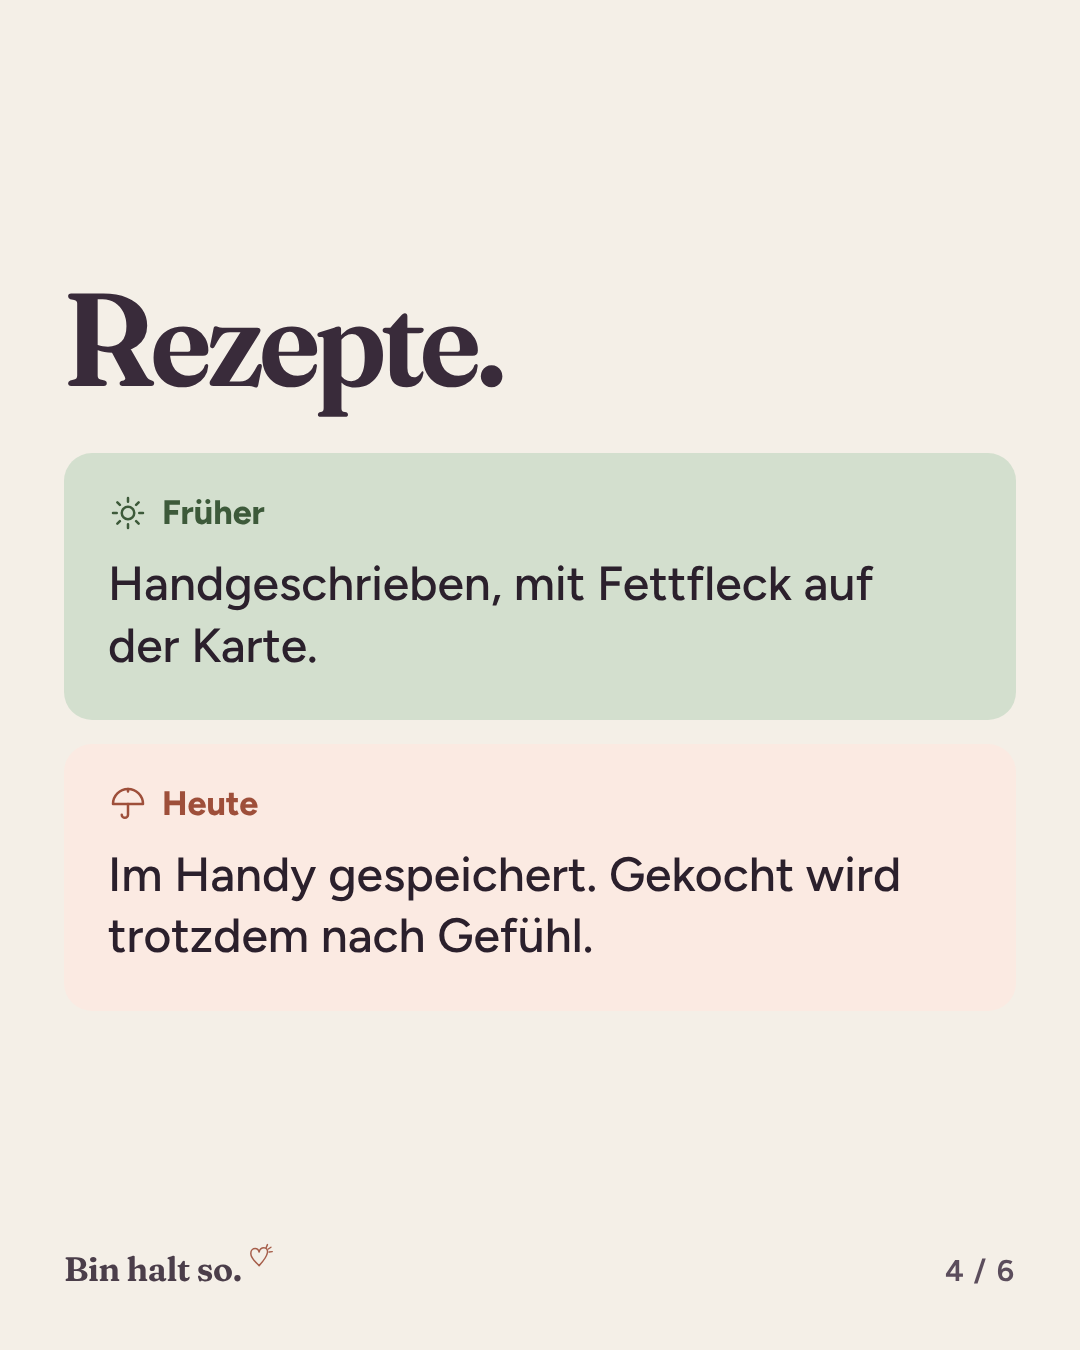 Rezepte.
Früher
Handgeschrieben, mit Fettfleck auf
der Karte.
Heute
Im Handy gespeichert. Gekocht wird
trotzdem nach Gefühl.
Bin halt so.
4 / 6